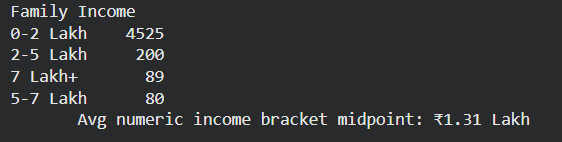 Family Income
0-2 Lakh    4525
2-5 Lakh     200
7 Lakh+       89
5-7 Lakh      80
Avg numeric income bracket midpoint: ₹1.31 Lakh